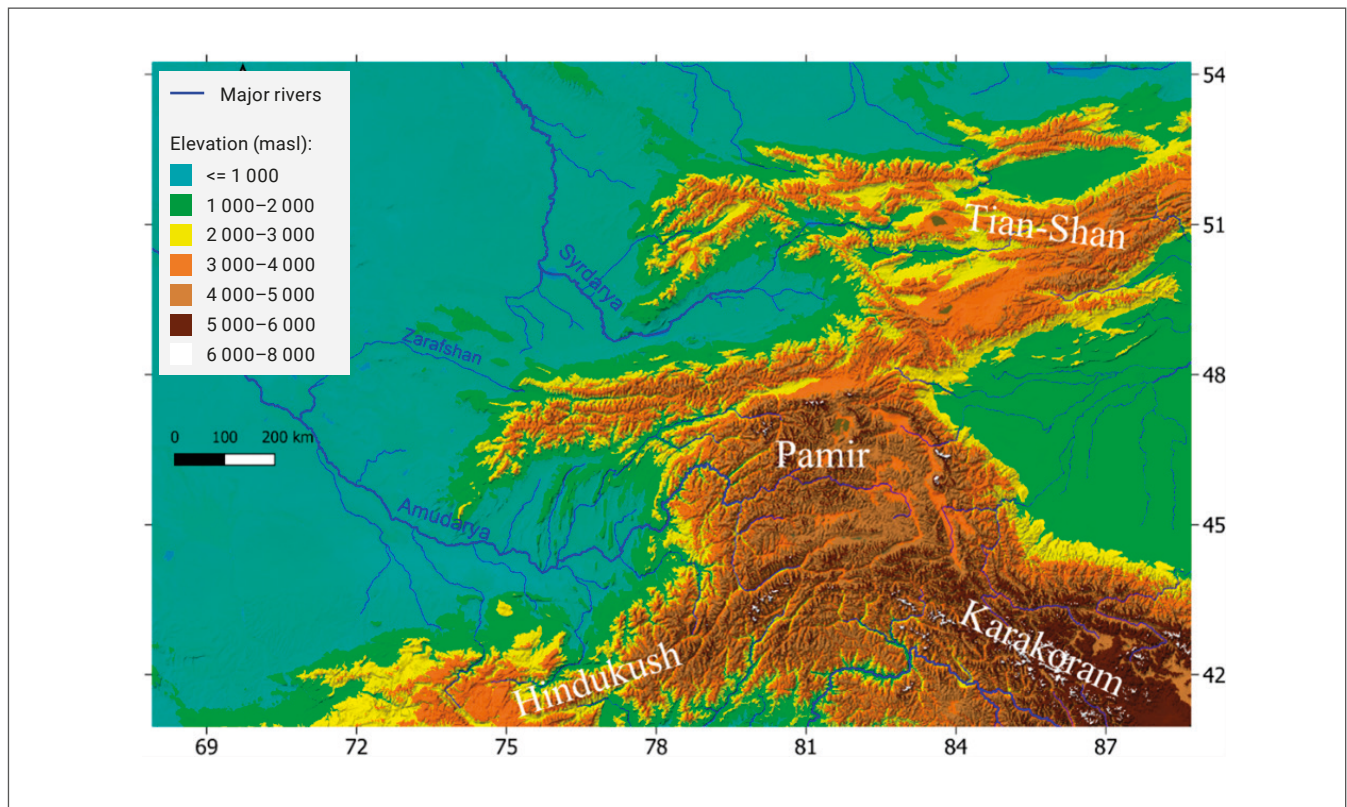 Major rivers
Elevation (masl):
<= 1 000
1 000–2 000
2 000–3 000
3 000–4 000
4 000–5 000
5 000–6 000
6 000–8 000
0 100 200 km
Syrdarya
Zarafshan
Amudarya
Tian-Shan
Pamir
Karakoram
Hindukush
54
51
48
45
42
69 72 75 78 81 84 87